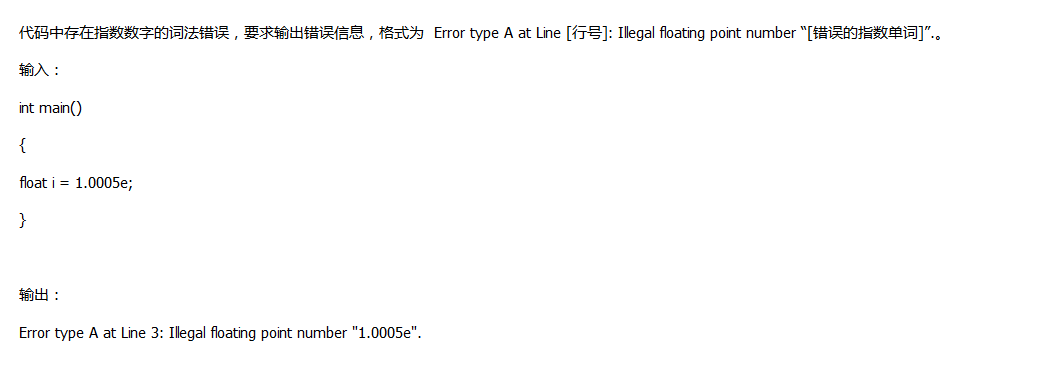 代码中存在指数数字的词法错误，要求输出错误信息，格式为 Error type A at Line [行号]: Illegal floating point number “[错误的指数单词]”.。
输入：
int main()
{
float i = 1.0005e;
}
输出：
Error type A at Line 3: Illegal floating point number "1.0005e".